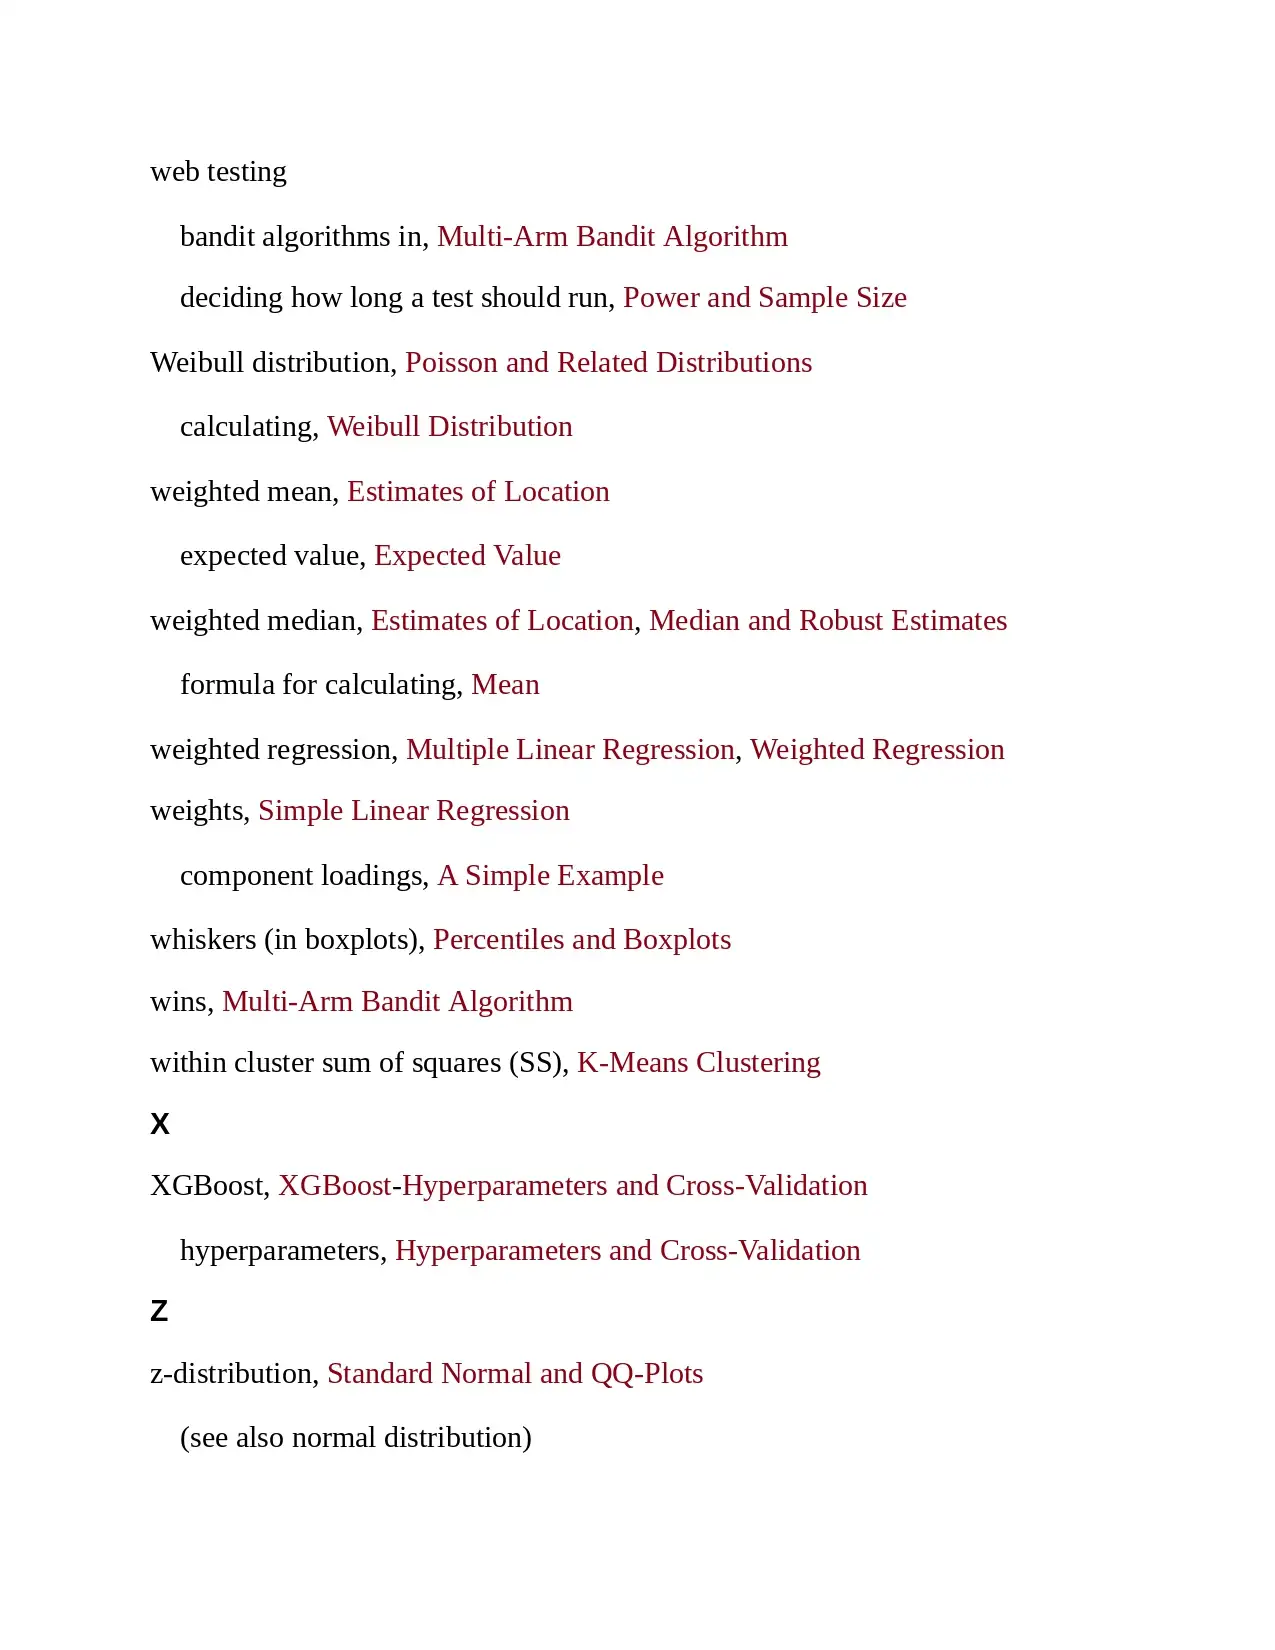 web testing
bandit algorithms in, Multi-Arm Bandit Algorithm
deciding how long a test should run, Power and Sample Size
Weibull distribution, Poisson and Related Distributions
calculating, Weibull Distribution
weighted mean, Estimates of Location
expected value, Expected Value
weighted median, Estimates of Location, Median and Robust Estimates
formula for calculating, Mean
weighted regression, Multiple Linear Regression, Weighted Regression
weights, Simple Linear Regression
component loadings, A Simple Example
whiskers (in boxplots), Percentiles and Boxplots
wins, Multi-Arm Bandit Algorithm
within cluster sum of squares (SS), K-Means Clustering
X
XGBoost, XGBoost-Hyperparameters and Cross-Validation
hyperparameters, Hyperparameters and Cross-Validation
Z
z-distribution, Standard Normal and QQ-Plots
(see also normal distribution)